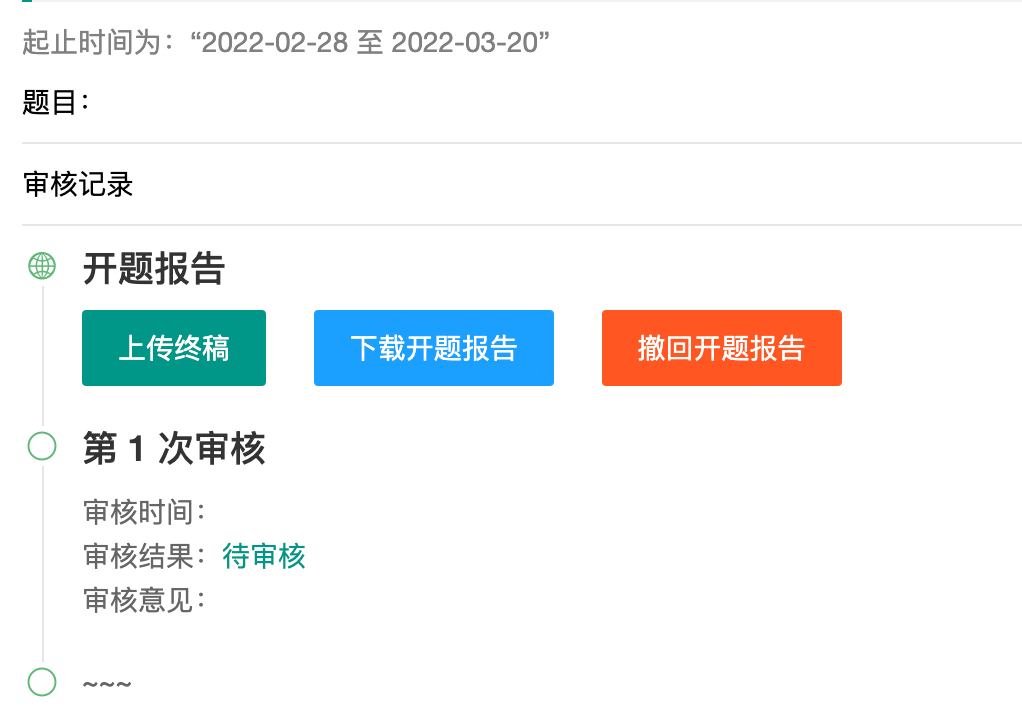 起止时间为：“2022-02-28 至 2022-03-20”
题目：
审核记录
开题报告
上传终稿 下载开题报告 撤回开题报告
第 1 次审核
审核时间：
审核结果：待审核
审核意见：
~~~